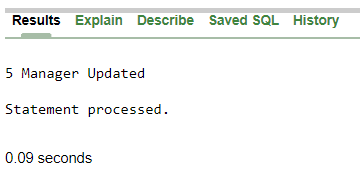 Results Explain Describe Saved SQL History
5 Manager Updated
Statement processed.
0.09 seconds